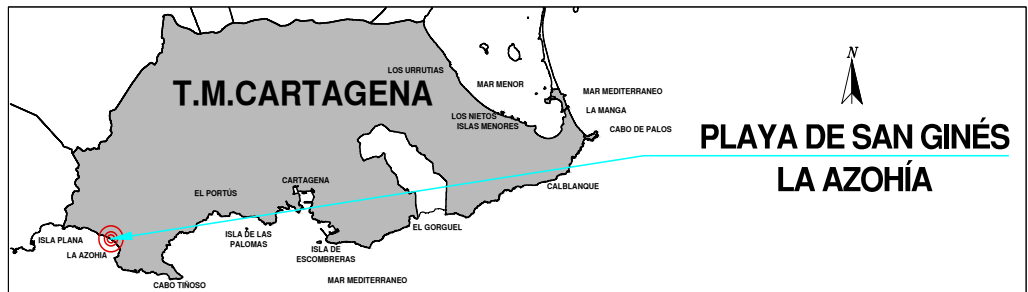 T.M.CARTAGENA
LOS URRUTIAS
MAR MENOR
MAR MEDITERRANEO
LA MANGA
LOS NIETOS
ISLAS MENORES
CABO DE PALOS
N
PLAYA DE SAN GINÉS
LA AZOHÍA
EL PORTÚS
CARTAGENA
CALBLANQUE
EL GORGUEL
ISLA PLANA
LA AZOHIA
ISLA DE LAS
PALOMAS
ISLA DE
ESCOMBRERAS
CABO TIÑOSO
MAR MEDITERRANEO